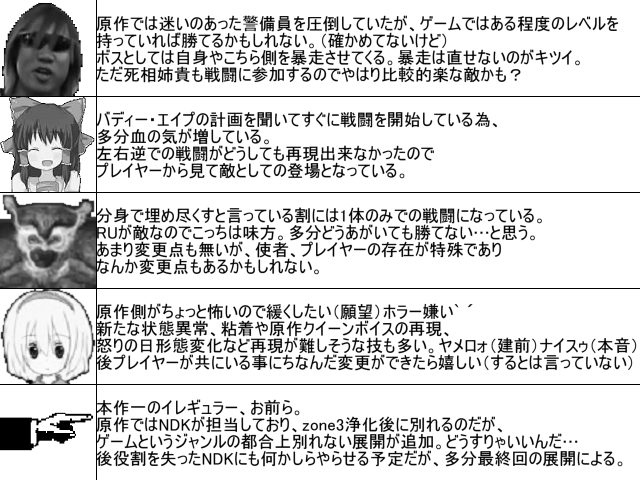 原作では迷いのあった警備員を圧倒していたが、ゲームではある程度のレベルを
持っていれば勝てるかもしれない。（確かめてないけど）
ボスとしては自身やこちら側を暴走させてくる。暴走は直せないのがキツイ。
ただ死相姉貴も戦闘に参加するのでやはり比較的楽な敵かも？
バディー・エイプの計画を聞いてすぐに戦闘を開始している為、
多分血の気が増している。
左右逆での戦闘がどうしても再現出来なかったので
プレイヤーから見て敵としての登場となっている。
分身で埋め尽くすと言っている割には1体のみでの戦闘になっている。
RUが敵なのでこっちは味方。多分どうあがいても勝てない…と思う。
あまり変更点も無いが、使者、プレイヤーの存在が特殊であり
なんか変更点もあるかもしれない。
原作側がちょっと怖いので緩くしたい（願望）ホラー嫌い｀´
新たな状態異常、粘着や原作クイーンボイスの再現、
怒りの日形態変化など再現が難しそうな技も多い。ヤメロォ（建前）ナイスゥ（本音）
後プレイヤーが共にいる事にちなんだ変更ができたら嬉しい（するとは言っていない）
本作一のイレギュラー、お前ら。
原作ではNDKが担当しており、zone3浄化後に別れるのだが、
ゲームというジャンルの都合上別れない展開が追加。どうすりゃいいんだ…
後役割を失ったNDKにも何かしらやらせる予定だが、多分最終回の展開による。